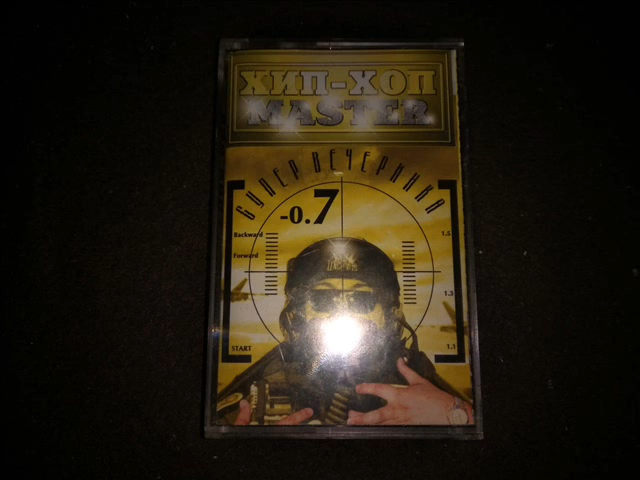 ХИП-ХОП
MASTER
СУПЕР ВЕЧЕРИНКА
-0.7
Backward
1.5
Forward
1.3
START
1.1